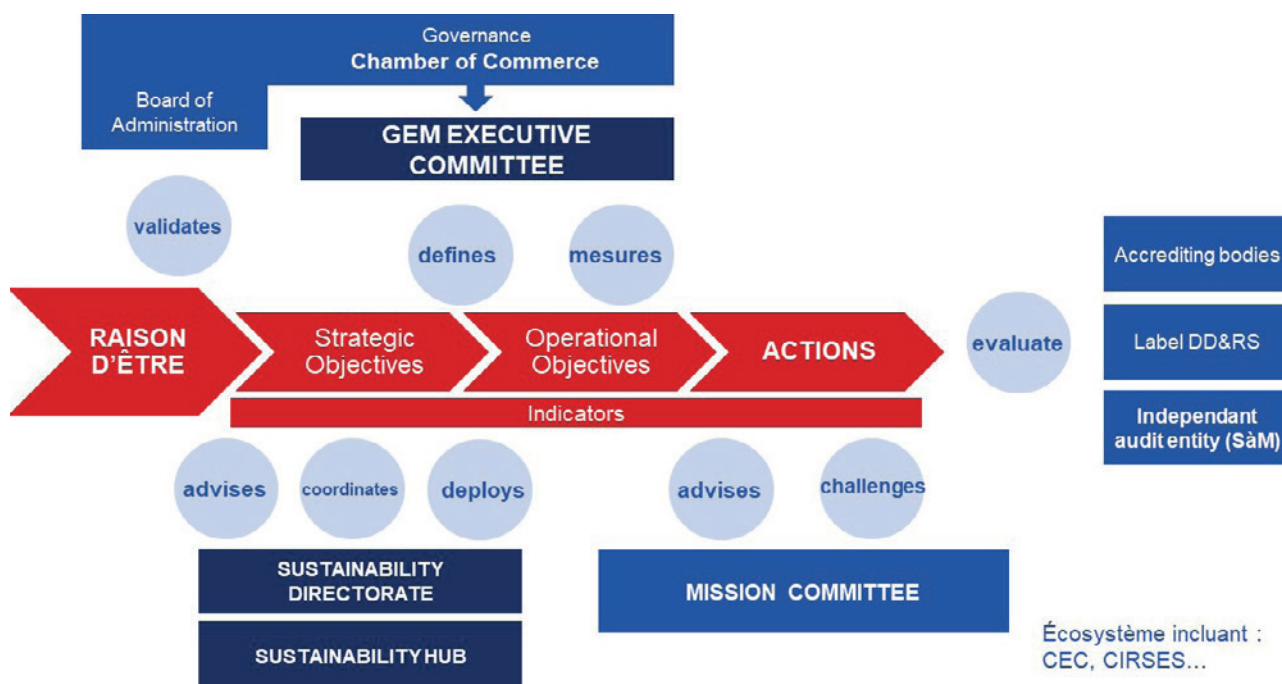 Governance
Chamber of Commerce
Board of
Administration
GEM EXECUTIVE
COMMITTEE
validates
defines
mesures
Accrediting bodies
RAISON
D'ÊTRE
Strategic
Objectives
Operational
Objectives
ACTIONS
evaluate
Label DD&RS
Indicators
Independant
audit entity (SàM)
advises
coordinates
deploys
advises
challenges
SUSTAINABILITY
DIRECTORATE
MISSION COMMITTEE
SUSTAINABILITY HUB
Écosystème incluant :
CEC, CIRSES...